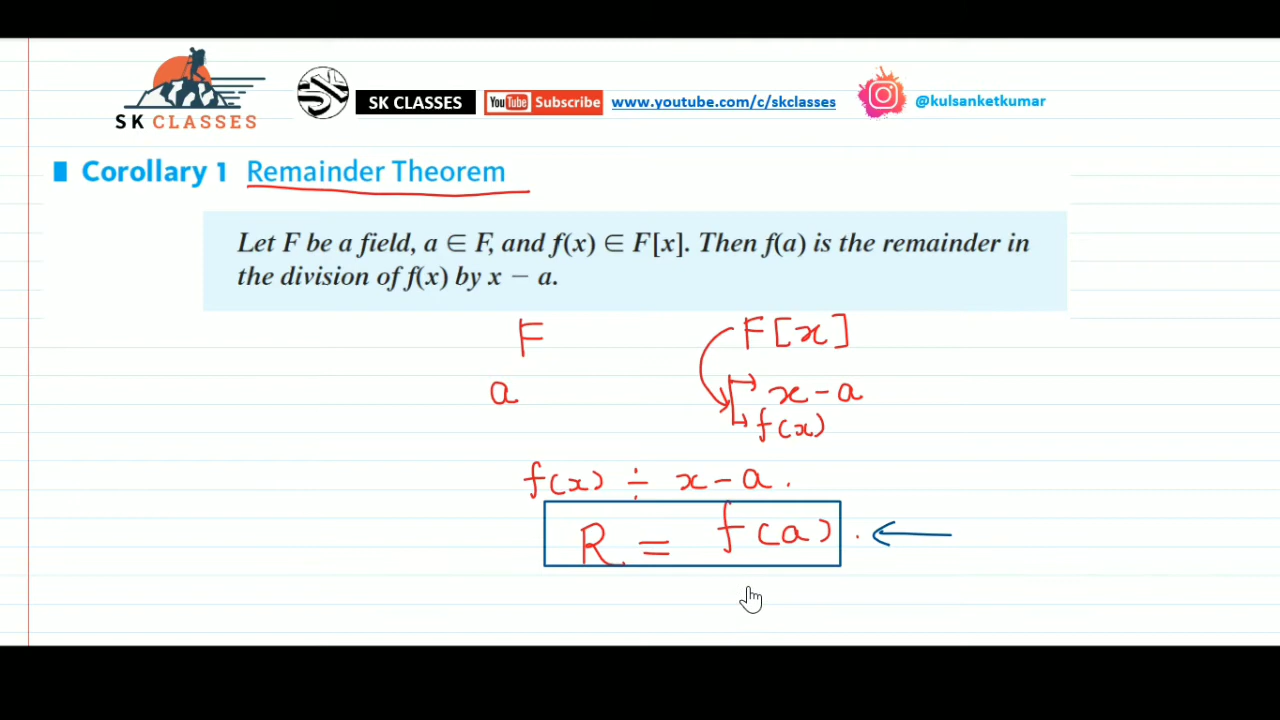 SK CLASSES
SK CLASSES
YouTube Subscribe
www.youtube.com/c/skclasses
@kulsanketkumar
Corollary 1 Remainder Theorem
Let F be a field, a ∈ F, and f(x) ∈ F[x]. Then f(a) is the remainder in
the division of f(x) by x − a.
F F[x]
a x-a
f(x)
f(x) ÷ x-a.
R = f(a).